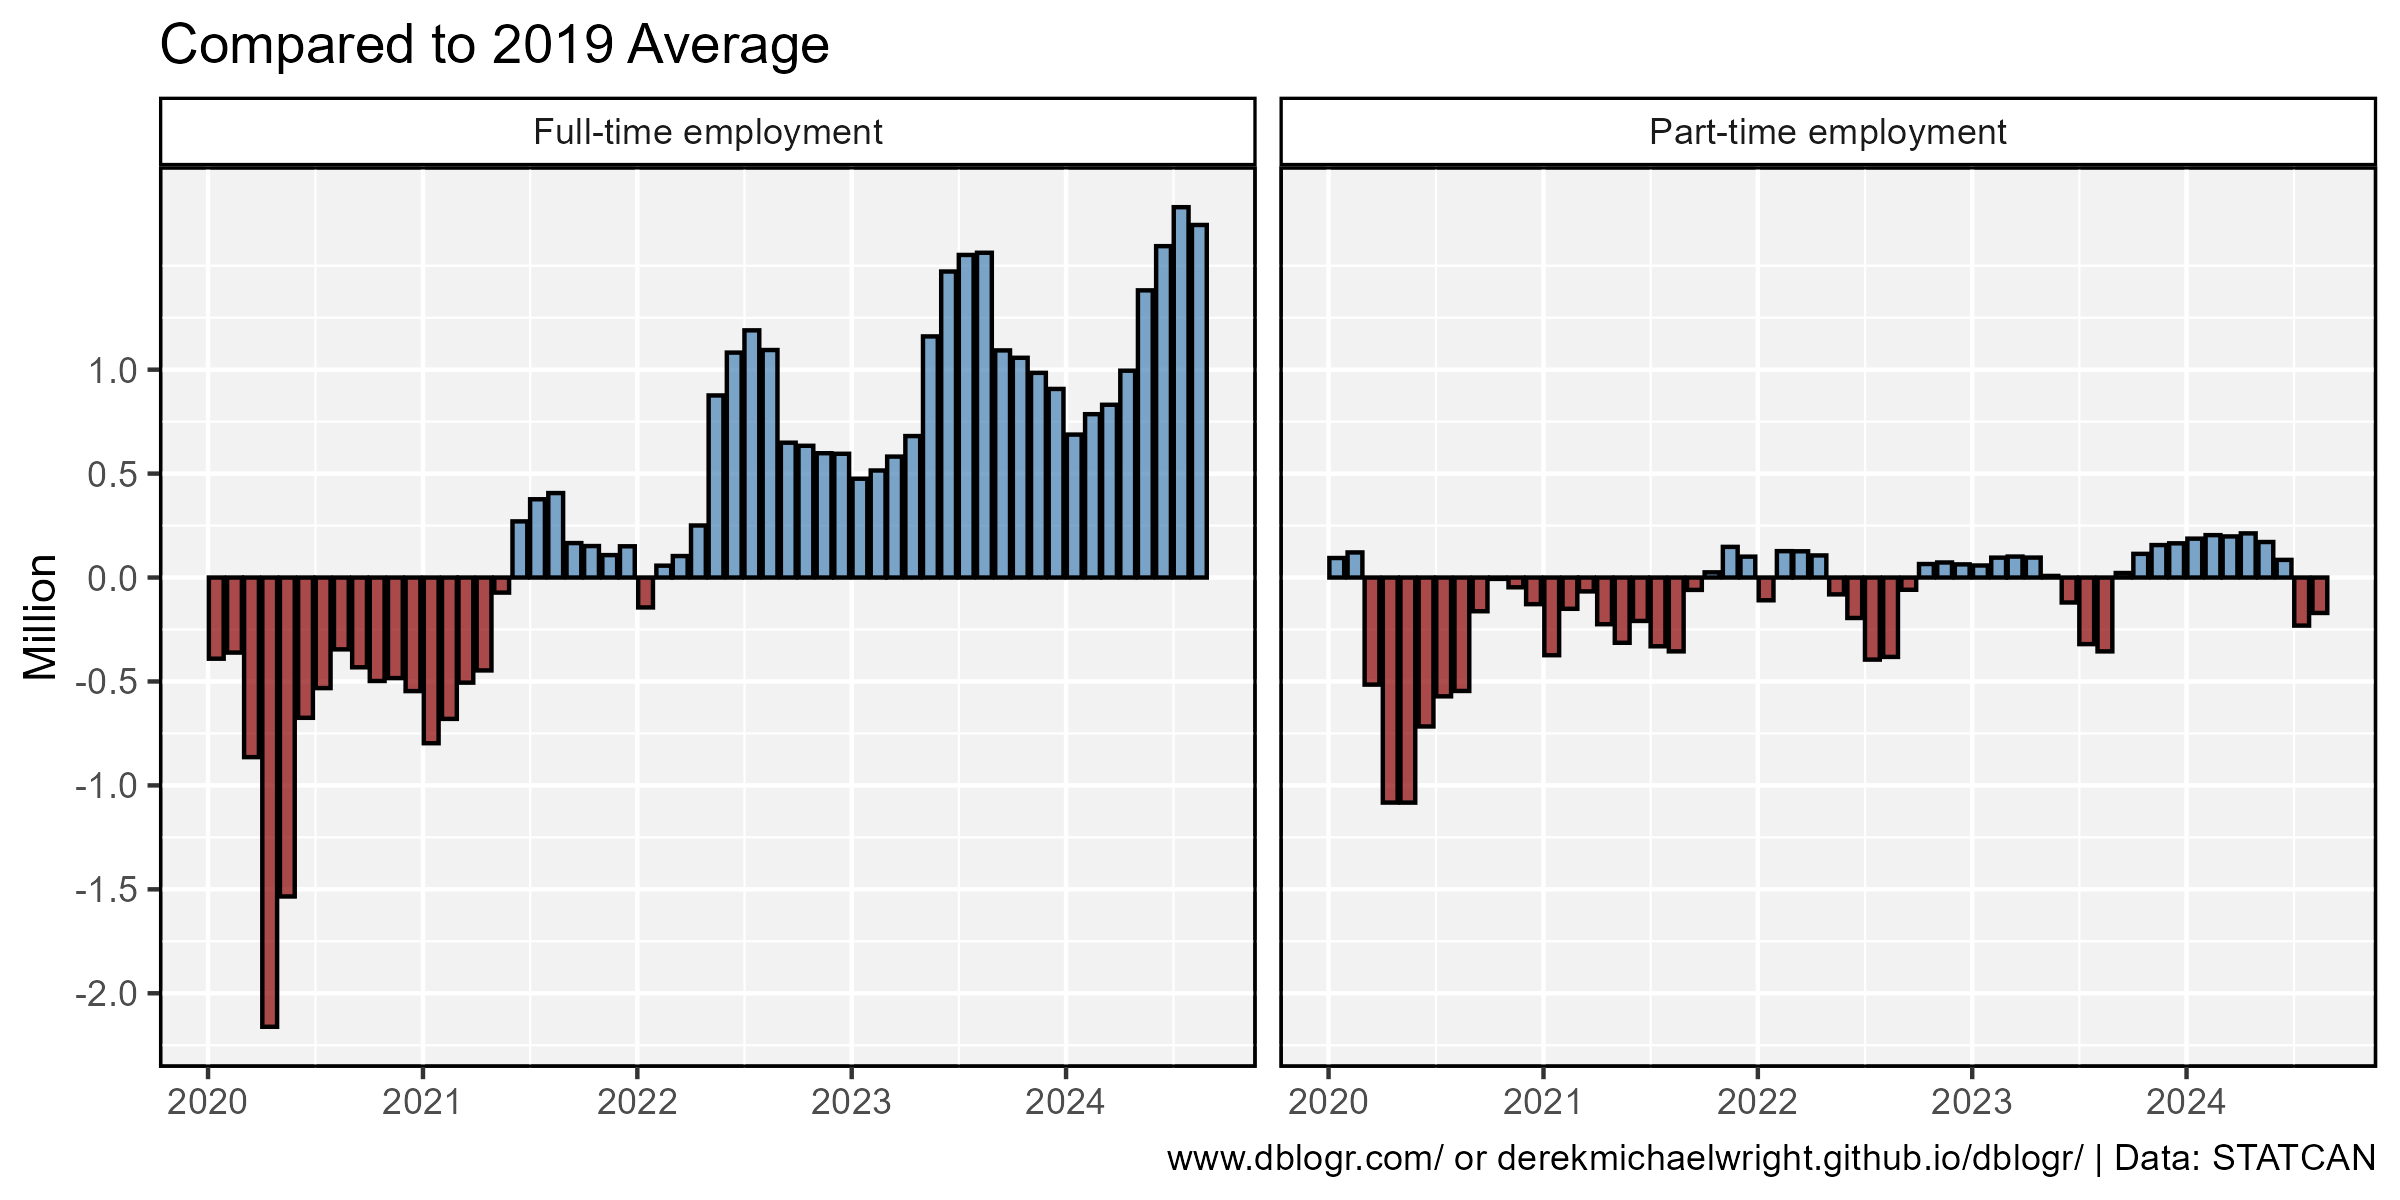 Compared to 2019 Average
Full-time employment
Part-time employment
Million
1.0
0.5
0.0
-0.5
-1.0
-1.5
-2.0
2020 2021 2022 2023 2024
2020 2021 2022 2023 2024
www.dblogr.com/ or derekmichaelwright.github.io/dblogr/ | Data: STATCAN